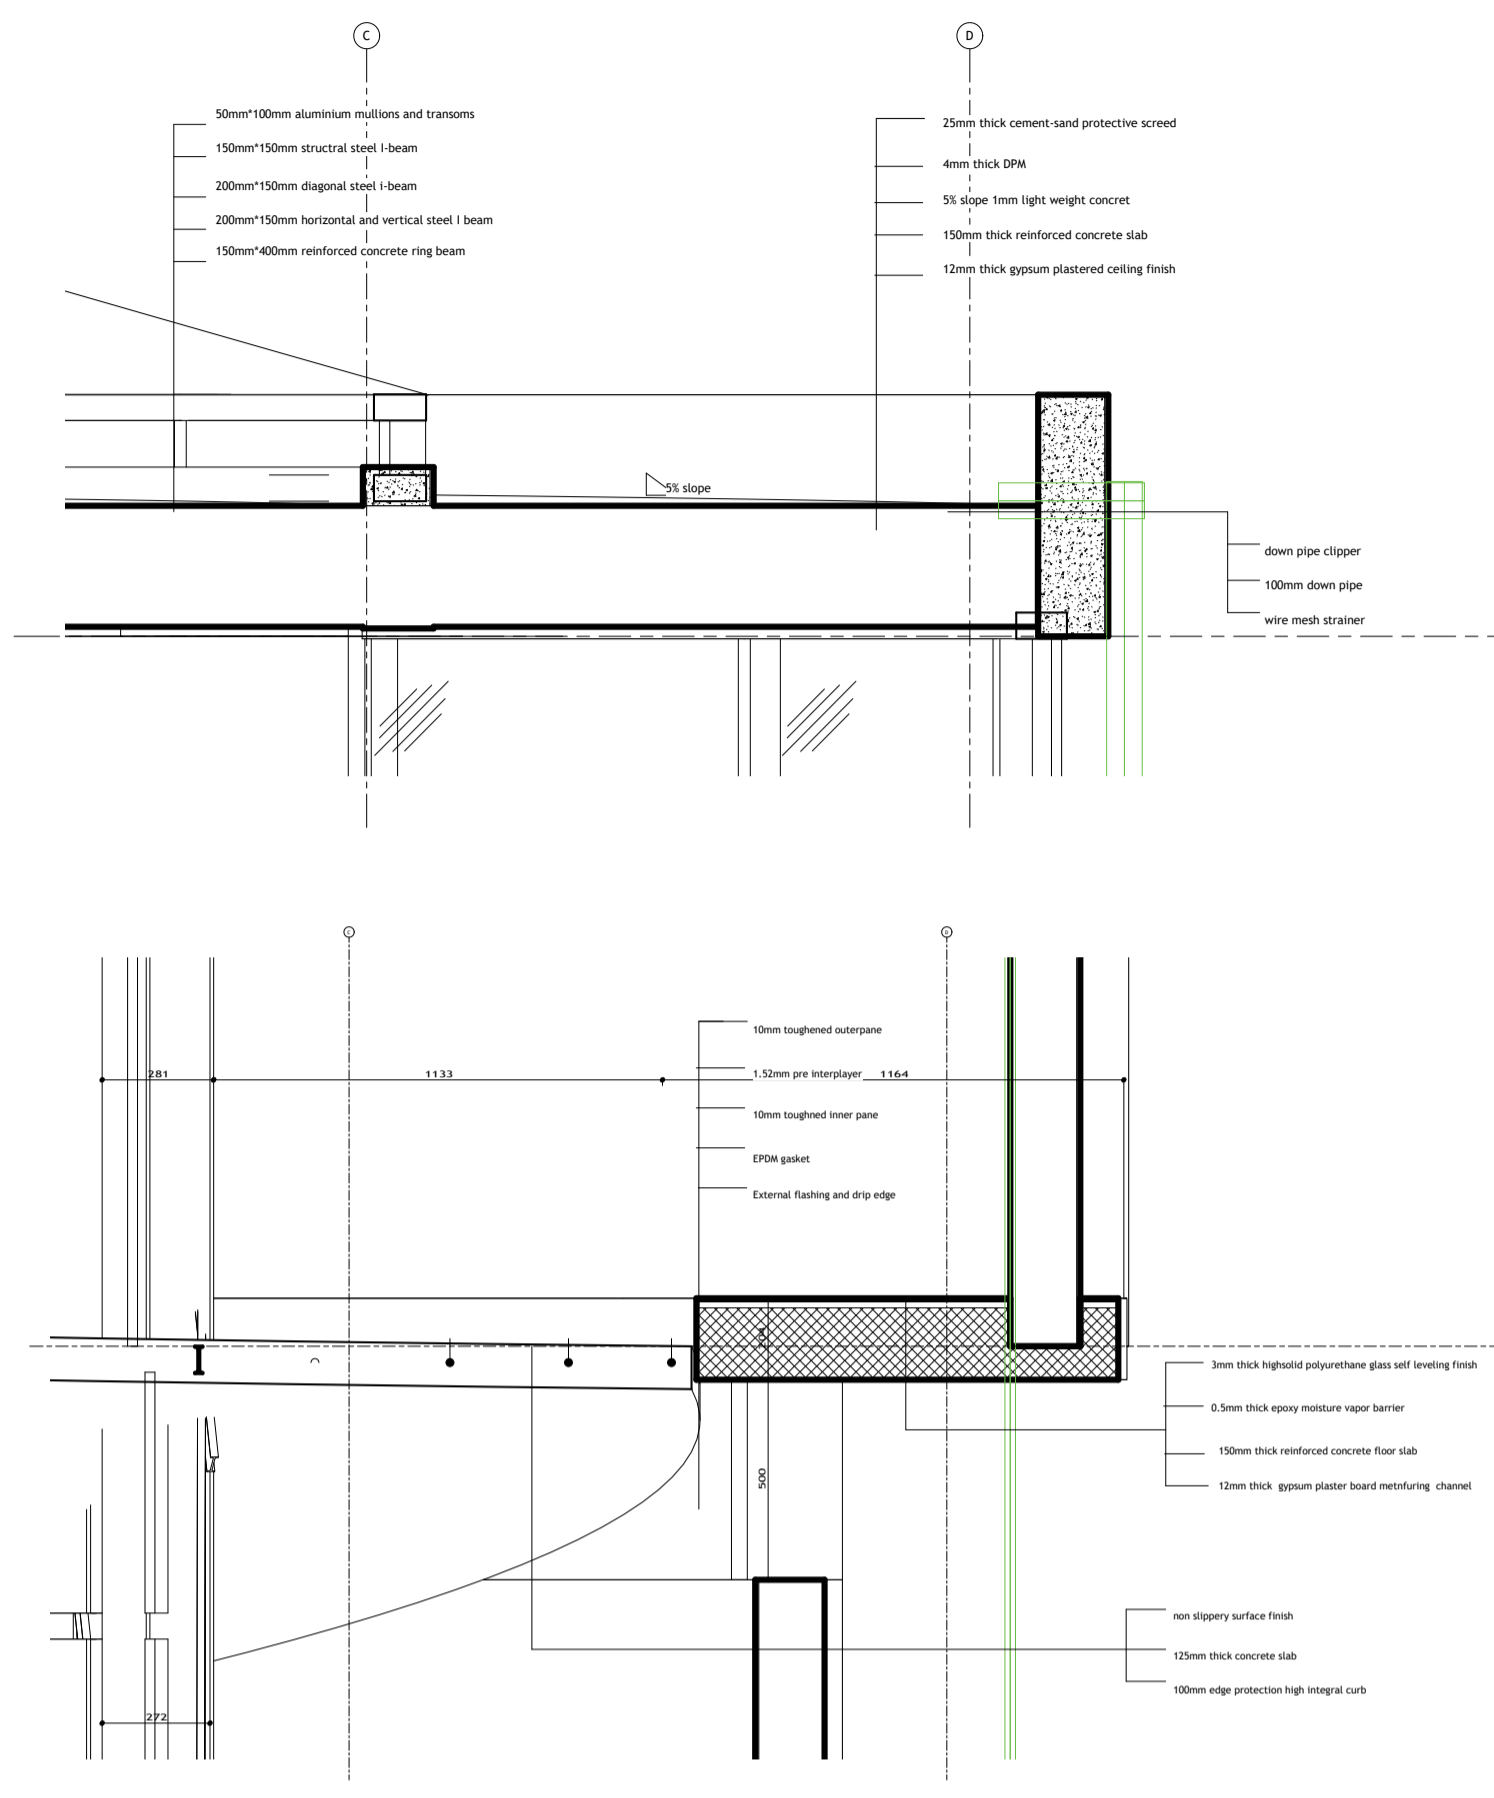 C
D
50mm*100mm aluminium mullions and transoms
150mm*150mm structral steel I-beam
200mm*150mm diagonal steel i-beam
200mm*150mm horizontal and vertical steel I beam
150mm*400mm reinforced concrete ring beam
25mm thick cement-sand protective screed
4mm thick DPM
5% slope 1mm light weight concret
150mm thick reinforced concrete slab
12mm thick gypsum plastered ceiling finish
5% slope
down pipe clipper
100mm down pipe
wire mesh strainer
C
D
10mm toughened outerpane
281
1133
1.52mm pre interplayer
1164
10mm toughned inner pane
EPDM gasket
External flashing and drip edge
204
3mm thick highsolid polyurethane glass self leveling finish
0.5mm thick epoxy moisture vapor barrier
150mm thick reinforced concrete floor slab
500
12mm thick  gypsum plaster board metnfuring  channel
non slippery surface finish
125mm thick concrete slab
100mm edge protection high integral curb
272